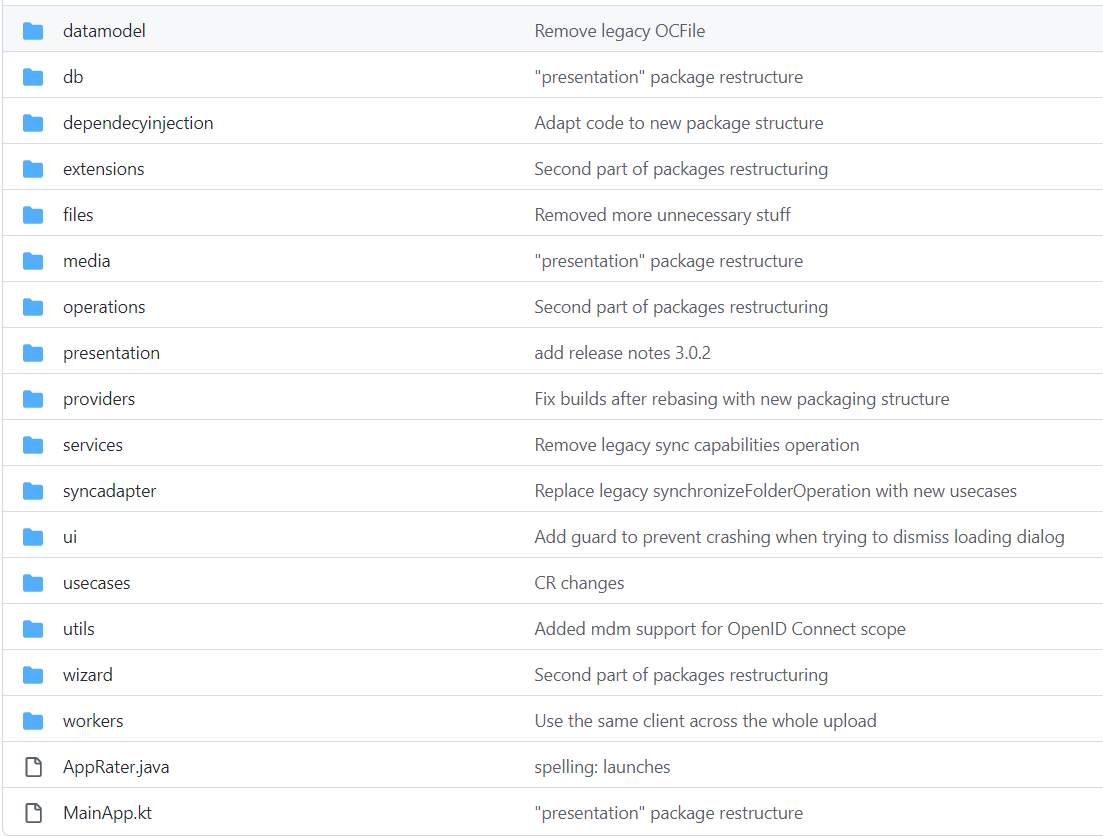 datamodel Remove legacy OCFile
db "presentation" package restructure
dependecyinjection Adapt code to new package structure
extensions Second part of packages restructuring
files Removed more unnecessary stuff
media "presentation" package restructure
operations Second part of packages restructuring
presentation add release notes 3.0.2
providers Fix builds after rebasing with new packaging structure
services Remove legacy sync capabilities operation
syncadapter Replace legacy synchronizeFolderOperation with new usecases
ui Add guard to prevent crashing when trying to dismiss loading dialog
usecases CR changes
utils Added mdm support for OpenID Connect scope
wizard Second part of packages restructuring
workers Use the same client across the whole upload
AppRater.java spelling: launches
MainApp.kt "presentation" package restructure